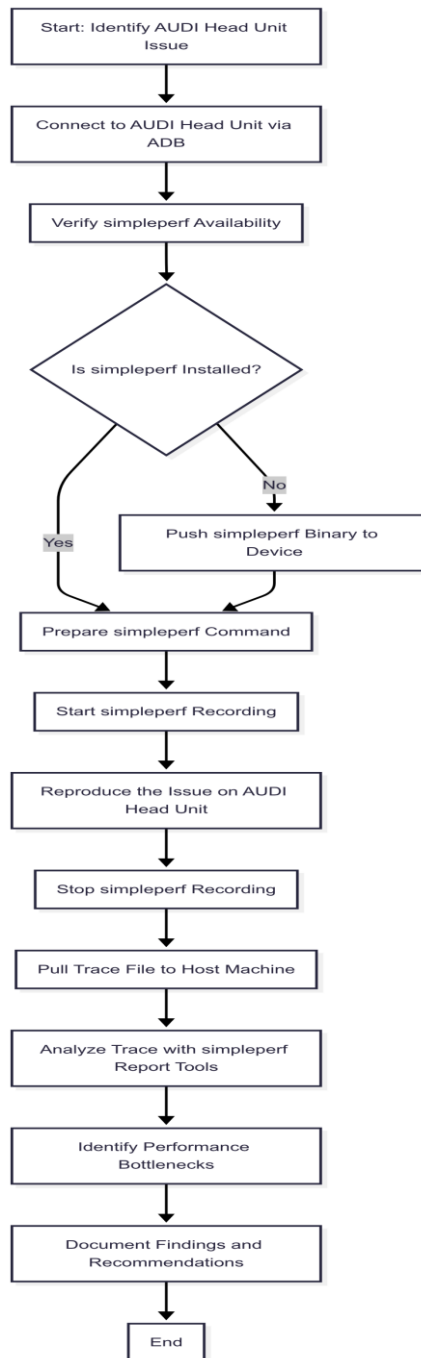 Start: Identify AUDI Head Unit
Issue
Connect to AUDI Head Unit via
ADB
Verify simpleperf Availability
Is simpleperf Installed?
No
Yes
Push simpleperf Binary to
Device
Prepare simpleperf Command
Start simpleperf Recording
Reproduce the Issue on AUDI
Head Unit
Stop simpleperf Recording
Pull Trace File to Host Machine
Analyze Trace with simpleperf
Report Tools
Identify Performance
Bottlenecks
Document Findings and
Recommendations
End